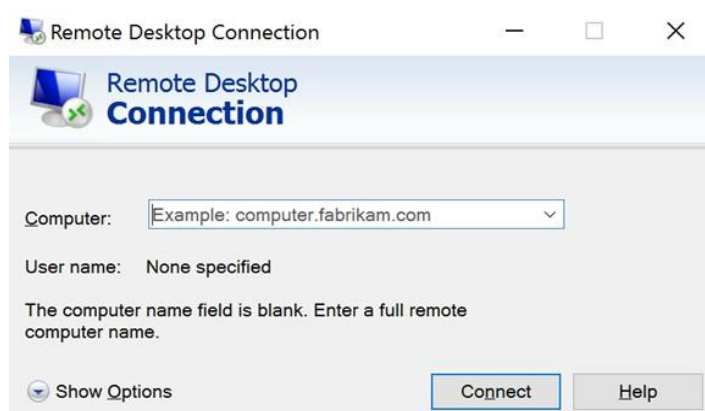 Remote Desktop Connection
Remote Desktop
Connection
Computer: Example: computer.fabrikam.com
User name: None specified
The computer name field is blank. Enter a full remote
computer name.
Show Options Connect Help